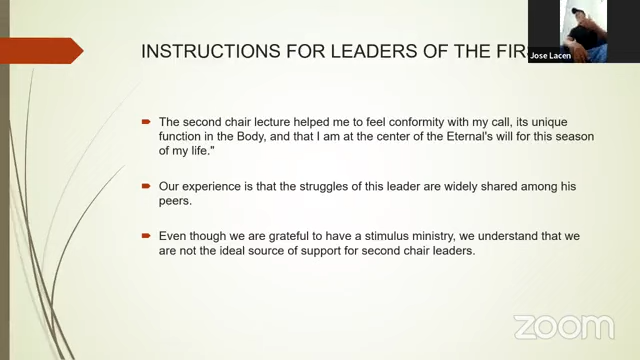 INSTRUCTIONS FOR LEADERS OF THE
Jose Lacen
The second chair lecture helped me to feel conformity with my call, its unique
function in the Body, and that I am at the center of the Eternal's will for this season
of my life."
Our experience is that the struggles of this leader are widely shared among his
peers.
Even though we are grateful to have a stimulus ministry, we understand that we
are not the ideal source of support for second chair leaders.
zoom